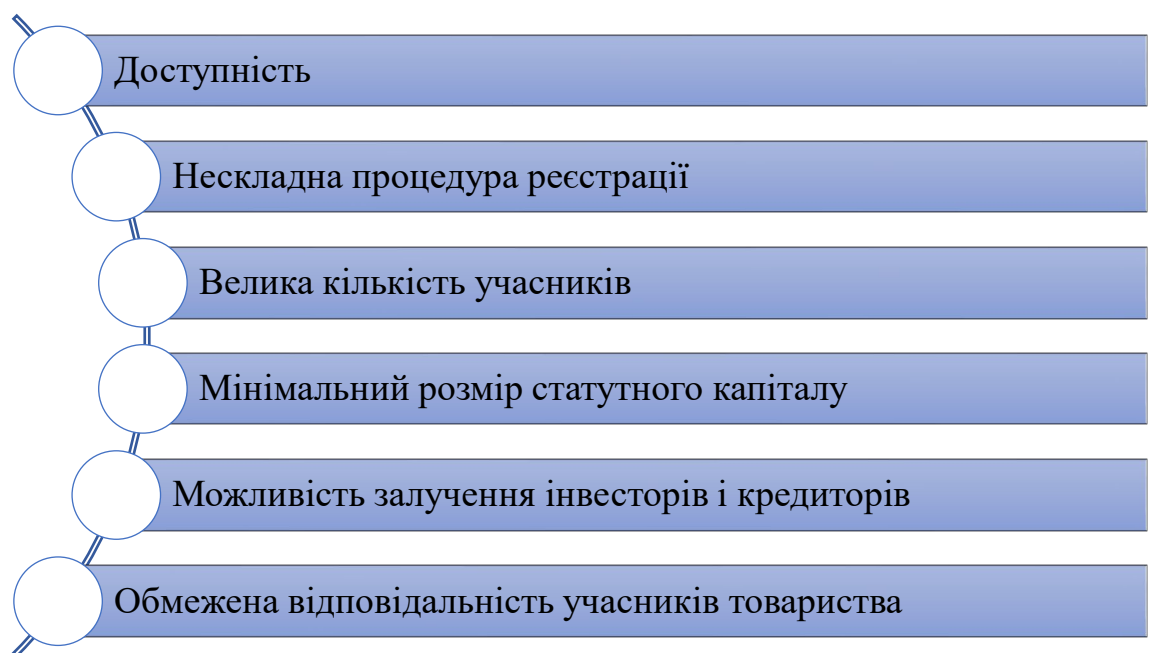 Доступність
Нескладна процедура реєстрації
Велика кількість учасників
Мінімальний розмір статутного капіталу
Можливість залучення інвесторів і кредиторів
Обмежена відповідальність учасників товариства